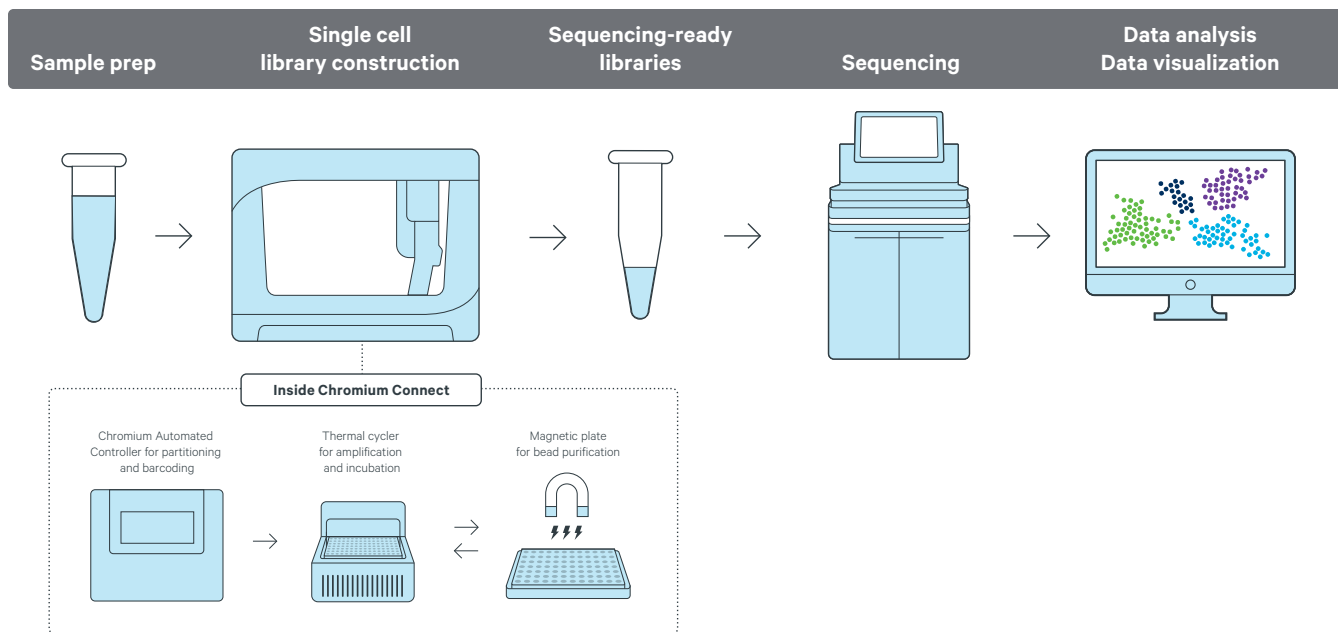 Sample prep
Single cell
library construction
Sequencing-ready
libraries
Sequencing
Data analysis
Data visualization
Inside Chromium Connect
Chromium Automated
Controller for partitioning
and barcoding
Thermal cycler
for amplification
and incubation
Magnetic plate
for bead purification